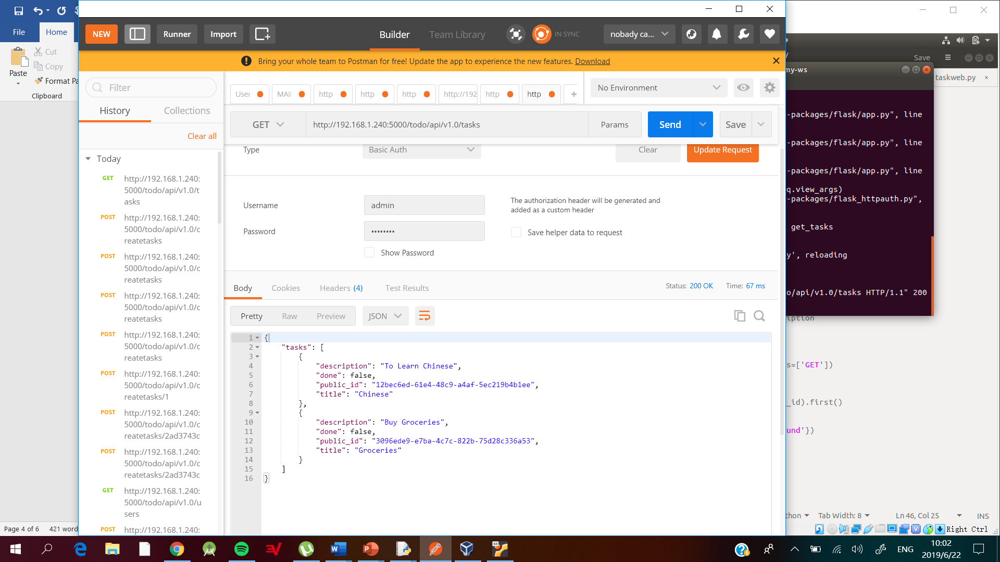 File
Home
Cut
Copy
Paste
Format Pa
Clipboard
NEW
Runner
Import
Builder
Team Library
IN SYNC
nobady ca...
Bring your whole team to Postman for free! Update the app to experience the new features. Download
Filter
User
MAI
http
http
http
http://192
http
http
+
No Environment
History
Collections
GET
http://192.168.1.240:5000/todo/api/v1.0/tasks
Params
Send
Save
Clear all
Type
Basic Auth
Clear
Update Request
Today
GET
http://192.168.1.240:
5000/todo/api/v1.0/t
asks
POST
http://192.168.1.240:
5000/todo/api/v1.0/c
reatetasks
POST
http://192.168.1.240:
5000/todo/api/v1.0/c
reatetasks
POST
http://192.168.1.240:
5000/todo/api/v1.0/c
reatetasks
POST
http://192.168.1.240:
5000/todo/api/v1.0/c
reatetasks
POST
http://192.168.1.240:
5000/todo/api/v1.0/c
reatetasks/1
POST
http://192.168.1.240:
5000/todo/api/v1.0/c
reatetasks/2ad3743c
POST
http://192.168.1.240:
5000/todo/api/v1.0/c
reatetasks/2ad3743c
GET
http://192.168.1.240:
5000/todo/api/v1.0/u
sers
POST
http://192.168.1.240:
Username
admin
The authorization header will be generated and
added as a custom header
Password
••••••••
Save helper data to request
Show Password
Body
Cookies
Headers (4)
Test Results
Status: 200 OK
Time: 67 ms
Pretty
Raw
Preview
JSON
1 {
2 "tasks": [
3 {
4 "description": "To Learn Chinese",
5 "done": false,
6 "public_id": "12bec6ed-61e4-48c9-a4af-5ec219b4b1ee",
7 "title": "Chinese"
8 },
9 {
10 "description": "Buy Groceries",
11 "done": false,
12 "public_id": "3096ede9-e7ba-4c7c-822b-75d28c336a53",
13 "title": "Groceries"
14 }
15 ]
16 }
Save
my-ws
taskweb.py
-packages/flask/app.py", line
-packages/flask/app.py", line
-packages/flask/app.py", line
q.view_args)
-packages/flask_httpauth.py",
get_tasks
y', reloading
o/api/v1.0/tasks HTTP/1.1" 200
iption
s=['GET'])
_id).first()
und'})
thon
Tab Width: 8
Ln 46, Col 25
INS
Right Ctrl
Page 4 of 6
421 word
64
ENG
10:02
2019/6/22